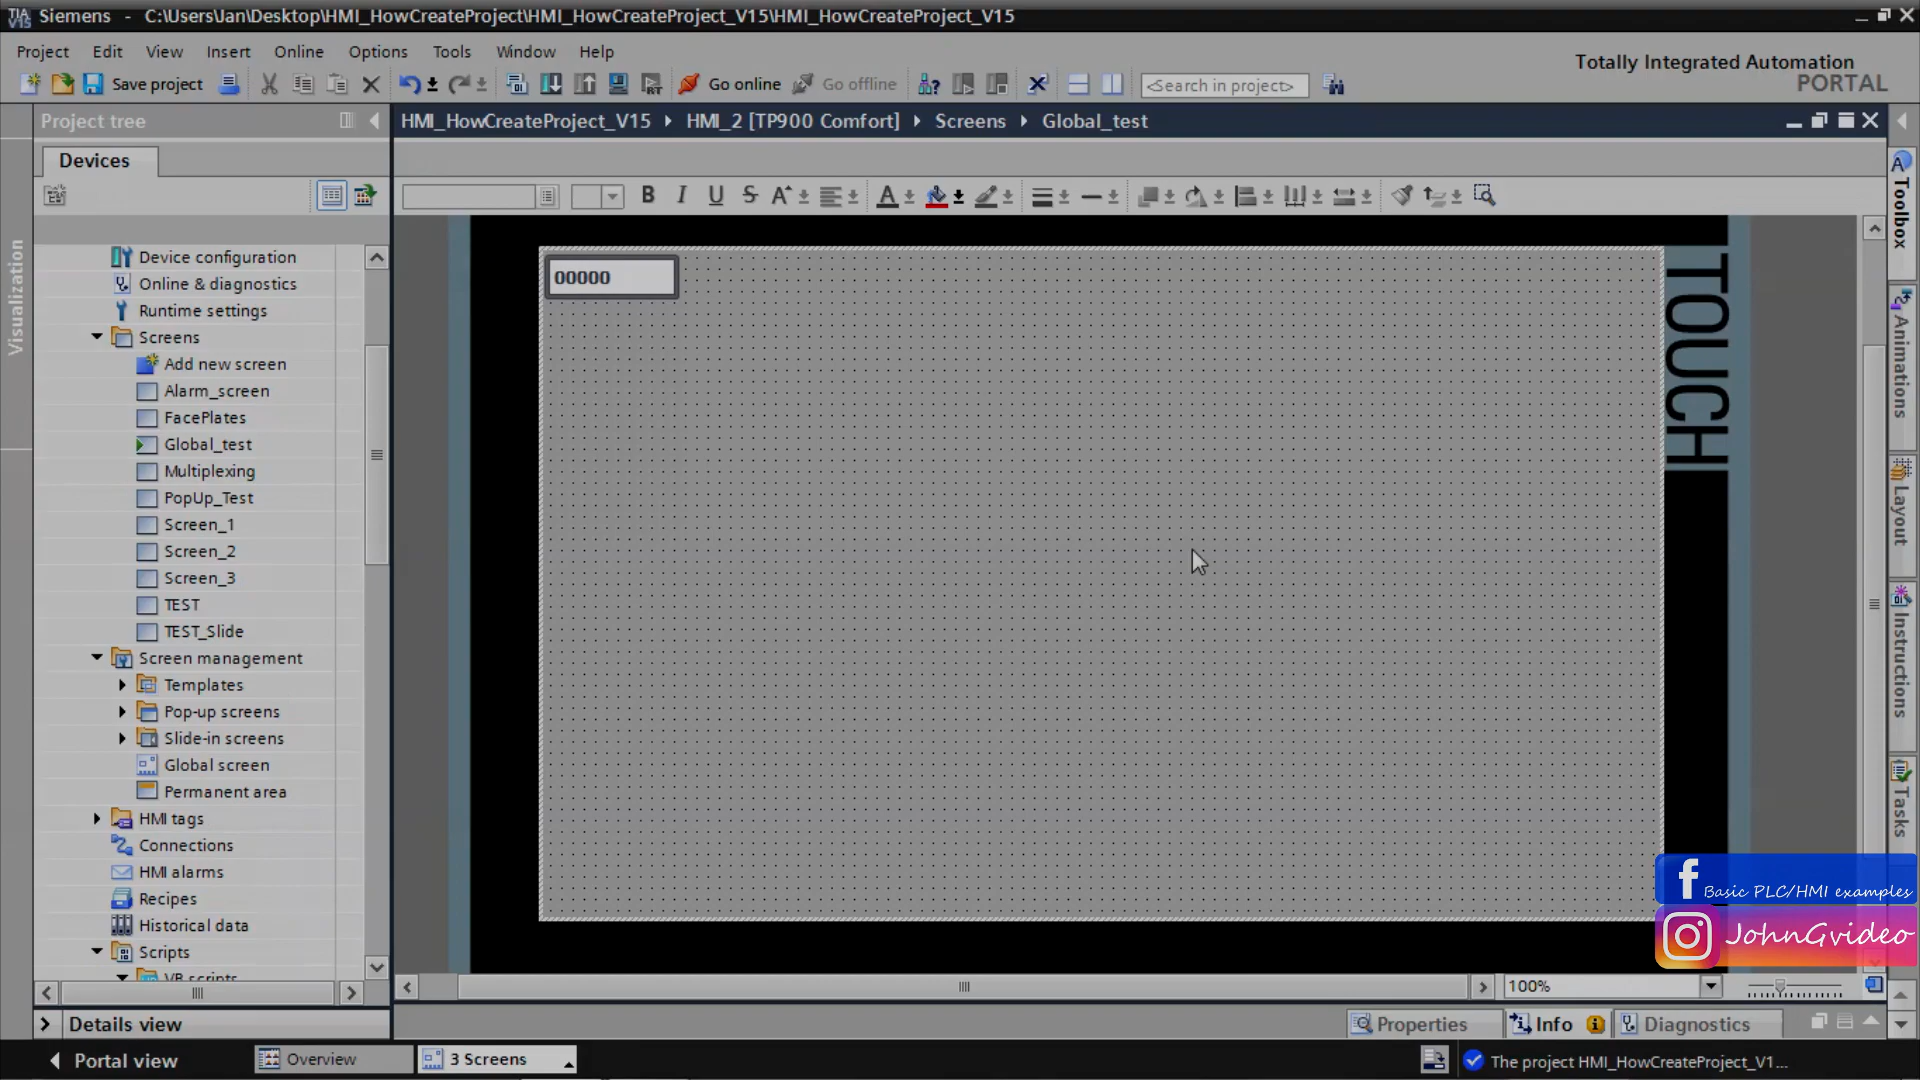 Siemens - C:\Users\Jan\Desktop\HMI_HowCreateProject\HMI_HowCreateProject_V15\HMI_HowCreateProject_V15
Project Edit View Insert Online Options Tools Window Help
Totally Integrated Automation
PORTAL
Save project
Go online
Go offline
<Search in project>
Project tree
HMI_HowCreateProject_V15 HMI_2 [TP900 Comfort] Screens Global_test
Devices
Visualization
Device configuration
Online & diagnostics
Runtime settings
Screens
Add new screen
Alarm_screen
FacePlates
Global_test
Multiplexing
PopUp_Test
Screen_1
Screen_2
Screen_3
TEST
TEST_Slide
Screen management
Templates
Pop-up screens
Slide-in screens
Global screen
Permanent area
HMI tags
Connections
HMI alarms
Recipes
Historical data
Scripts
VB scripts
00000
TOUCH
Toolbox
Animations
Layout
Instructions
Tasks
Basic PLC/HMI examples
JohnGvideo
100%
Details view
Properties Info Diagnostics
Portal view
Overview
3 Screens
The project HMI_HowCreateProject_V1...